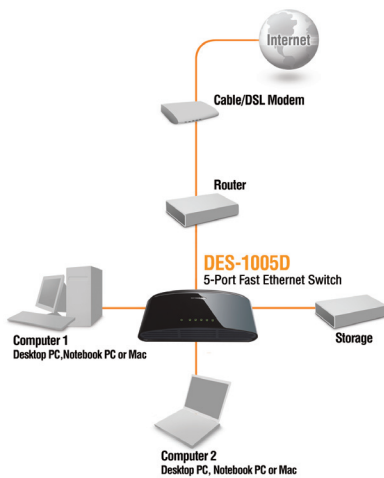 Internet
Cable/DSL Modem
Router
DES-1005D
5-Port Fast Ethernet Switch
Computer 1
Desktop PC,Notebook PC or Mac
Storage
Computer 2
Desktop PC, Notebook PC or Mac